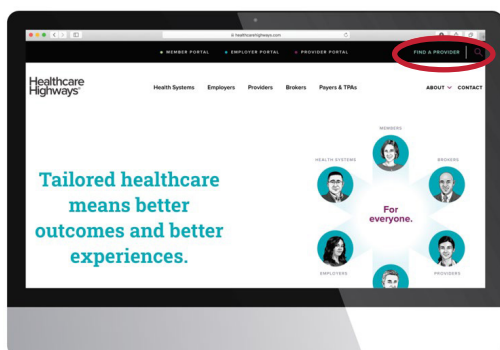 healthcarehighways.com
MEMBER PORTAL
EMPLOYER PORTAL
PROVIDER PORTAL
FIND A PROVIDER
Healthcare
Highways®
Health Systems
Employers
Providers
Brokers
Payers & TPAs
ABOUT
CONTACT
MEMBERS
HEALTH SYSTEMS
BROKERS
Tailored healthcare
means better
outcomes and better
experiences.
For
everyone.
EMPLOYERS
PROVIDERS